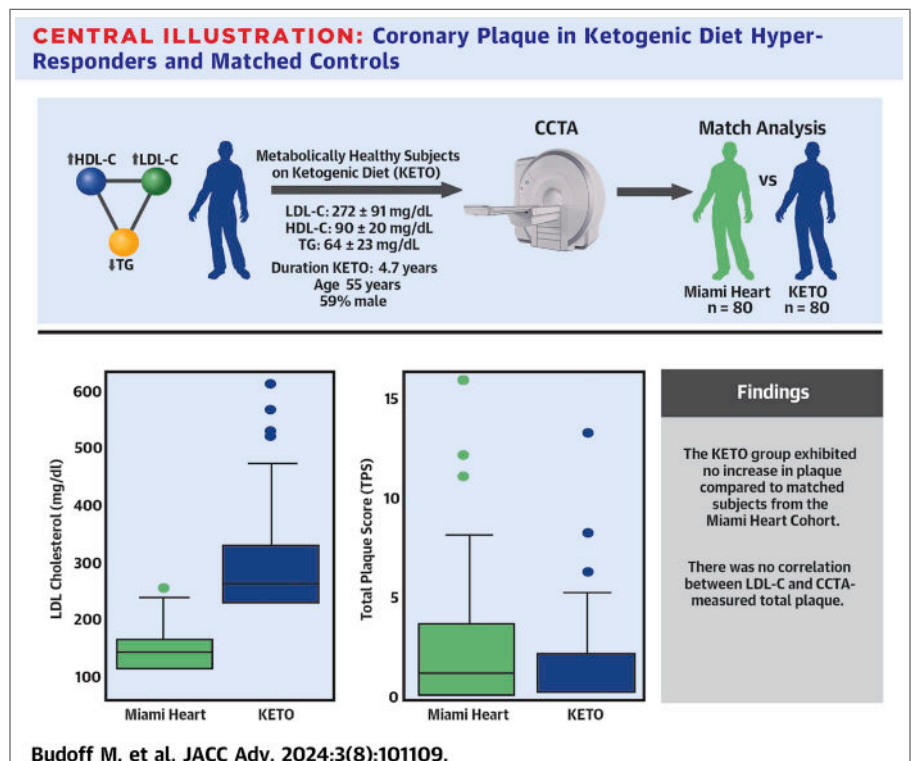 CENTRAL ILLUSTRATION: Coronary Plaque in Ketogenic Diet Hyper-
Responders and Matched Controls
⬆HDL-C ⬆LDL-C
⬇TG
Metabolically Healthy Subjects
on Ketogenic Diet (KETO)
LDL-C: 272 ± 91 mg/dL
HDL-C: 90 ± 20 mg/dL
TG: 64 ± 23 mg/dL
Duration KETO: 4.7 years
Age 55 years
59% male
CCTA
Match Analysis
vs
Miami Heart KETO
n = 80 n = 80
LDL Cholesterol (mg/dl)
600
500
400
300
200
100
Miami Heart KETO
Total Plaque Score (TPS)
15
10
5
0
Miami Heart KETO
Findings
The KETO group exhibited
no increase in plaque
compared to matched
subjects from the
Miami Heart Cohort.
There was no correlation
between LDL-C and CCTA-
measured total plaque.
Budoff M, et al. JACC Adv. 2024;3(8):101109.